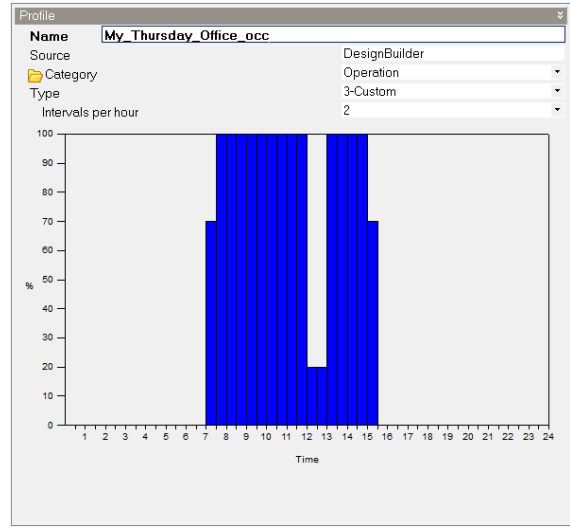 Profile
Name My_Thursday_Office_occ
Source DesignBuilder
Category Operation
Type 3-Custom
Intervals per hour 2
100
90
80
70
60
% 50
40
30
20
10
0
1 2 3 4 5 6 7 8 9 10 11 12 13 14 15 16 17 18 19 20 21 22 23 24
Time